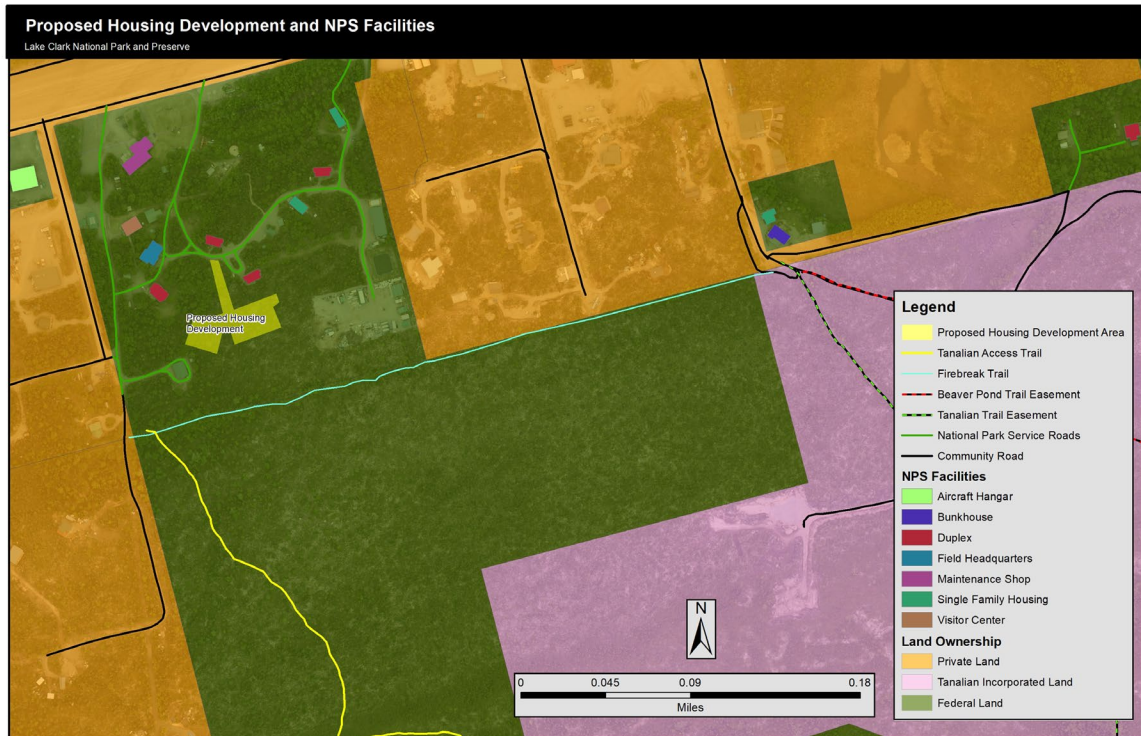 Proposed Housing Development and NPS Facilities
Lake Clark National Park and Preserve
Proposed Housing
Development
Legend
Proposed Housing Development Area
Tanalian Access Trail
Firebreak Trail
Beaver Pond Trail Easement
Tanalian Trail Easement
National Park Service Roads
Community Road
NPS Facilities
Aircraft Hangar
Bunkhouse
Duplex
Field Headquarters
Maintenance Shop
Single Family Housing
Visitor Center
Land Ownership
Private Land
Tanalian Incorporated Land
Federal Land
N
0 0.045 0.09 0.18
Miles